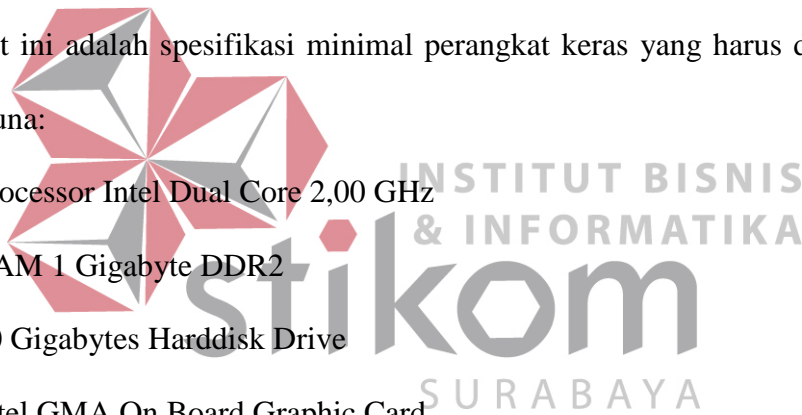 t ini adalah spesifikasi minimal perangkat keras yang harus d
una:
ocessor Intel Dual Core 2,00 GHz
AM 1 Gigabyte DDR2
0 Gigabytes Harddisk Drive
tel GMA On Board Graphic Card
INSTITUT BISNIS
& INFORMATIKA
stikom
SURABAYA